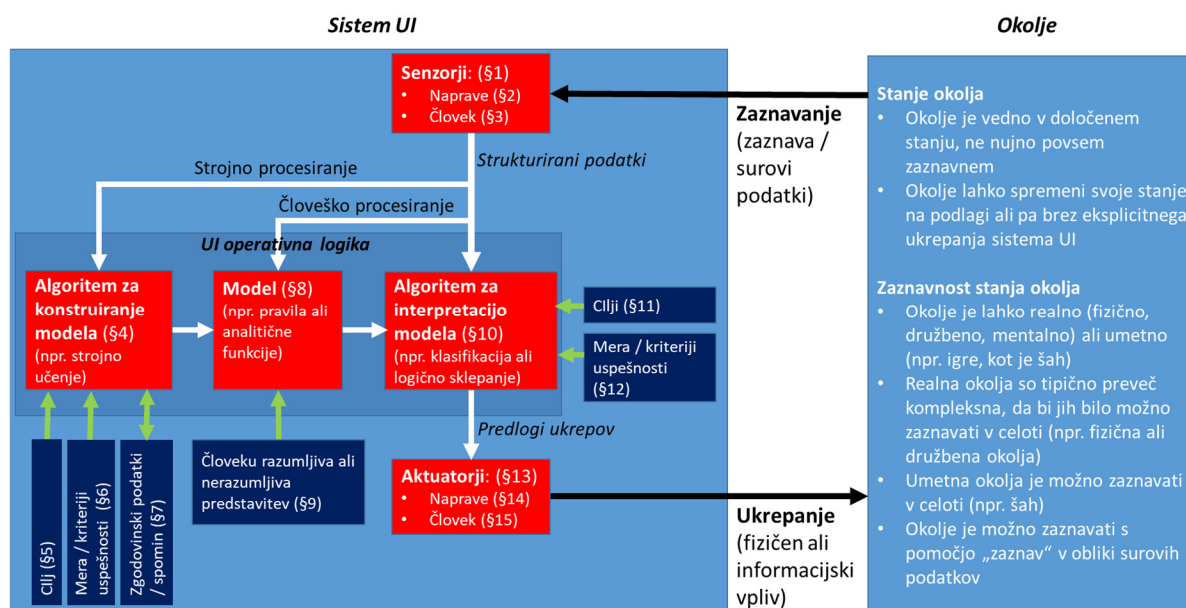 Sistem UI
Okolje
Senzorji: (§1)
• Naprave (§2)
• Človek (§3)
Zaznavanje
(zaznava /
surovi
podatki)
Strukturirani podatki
Strojno procesiranje
Človeško procesiranje
UI operativna logika
Algoritem za
konstruiranje
modela (§4)
(npr. strojno
učenje)
Model (§8)
(npr. pravila ali
analitične
funkcije)
Algoritem za
interpretacijo
modela (§10)
(npr. klasifikacija ali
logično sklepanje)
CIlji (§11)
Mera / kriteriji
uspešnosti
(§12)
CIlj (§5)
Mera / kriteriji
uspešnosti (§6)
Zgodovinski podatki
/ spomin (§7)
Človeku razumljiva ali
nerazumljiva
predstavitev (§9)
Predlogi ukrepov
Aktuatorji: (§13)
• Naprave (§14)
• Človek (§15)
Ukrepanje
(fizičen ali
informacijski
vpliv)
Stanje okolja
• Okolje je vedno v določenem
stanju, ne nujno povsem
zaznavnem
• Okolje lahko spremeni svoje stanje
na podlagi ali pa brez eksplicitnega
ukrepanja sistema UI
Zaznavnost stanja okolja
• Okolje je lahko realno (fizično,
družbeno, mentalno) ali umetno
(npr. igre, kot je šah)
• Realna okolja so tipično preveč
kompleksna, da bi jih bilo možno
zaznavati v celoti (npr. fizična ali
družbena okolja)
• Umetna okolja je možno zaznavati
v celoti (npr. šah)
• Okolje je možno zaznavati s
pomočjo „zaznav“ v obliki surovih
podatkov